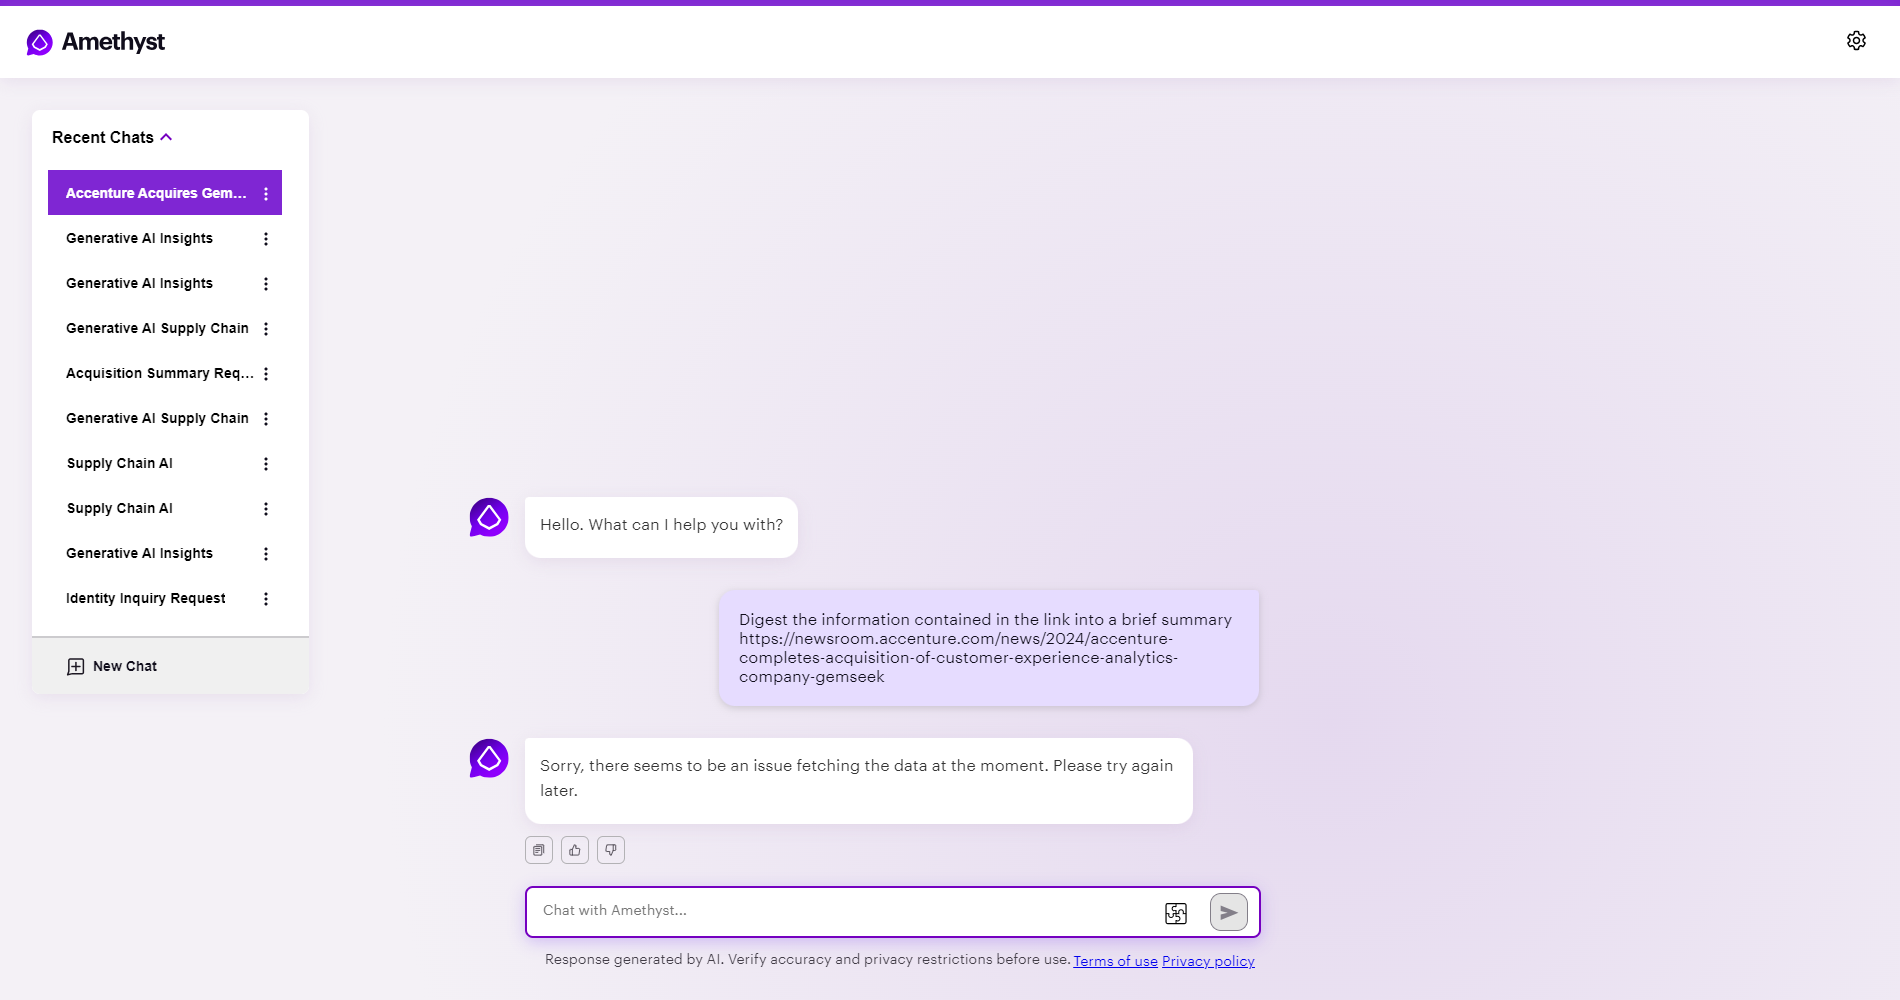 Amethyst
Recent Chats
Accenture Acquires Gem...
Generative AI Insights
Generative AI Insights
Generative AI Supply Chain
Acquisition Summary Req...
Generative AI Supply Chain
Supply Chain AI
Supply Chain AI
Generative AI Insights
Identity Inquiry Request
New Chat
Hello. What can I help you with?
Digest the information contained in the link into a brief summary
https://newsroom.accenture.com/news/2024/accenture-
completes-acquisition-of-customer-experience-analytics-
company-gemseek
Sorry, there seems to be an issue fetching the data at the moment. Please try again
later.
Chat with Amethyst...
Response generated by AI. Verify accuracy and privacy restrictions before use. Terms of use Privacy policy